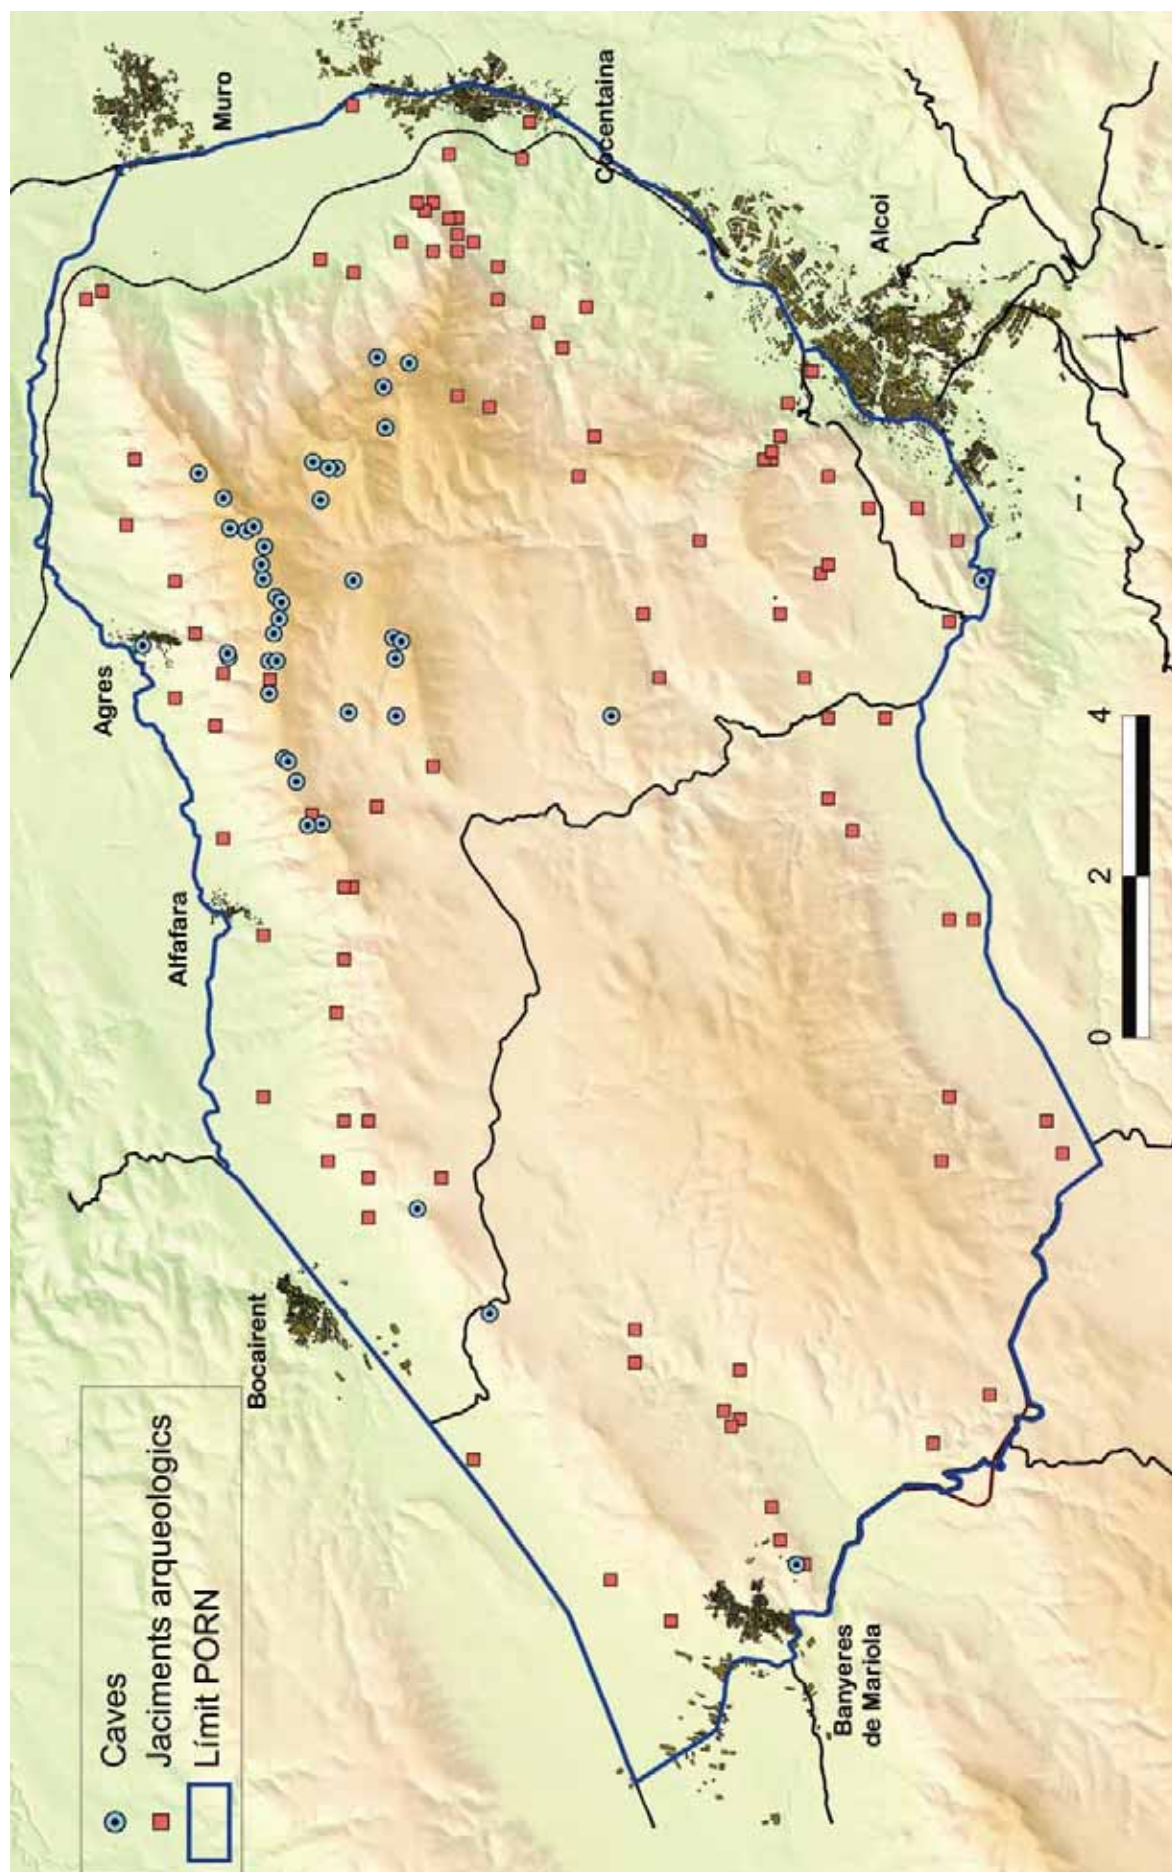 Caves
Jaciments arqueologics
Límit PORN
Bocairent
Alfafara
Agres
Muro
Cocentaina
Alcoi
Banyeres
de Mariola
0 2 4